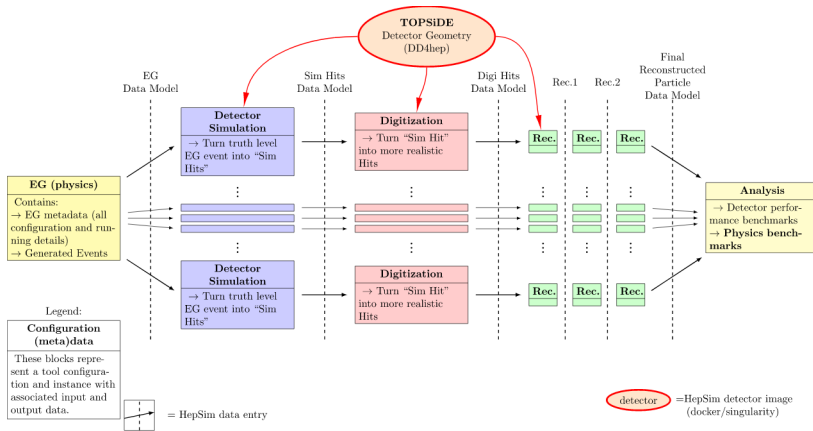 TOPSiDE
Detector Geometry
(DD4hep)
EG
Data Model
Sim Hits
Data Model
Digi Hits
Data Model
Rec.1
Rec.2
Final
Reconstructed
Particle
Data Model
Detector
Simulation
→ Turn truth level
EG event into “Sim
Hits”
Digitization
→ Turn “Sim Hit”
into more realistic
Hits
Rec.
Rec.
Rec.
EG (physics)
Contains:
→ EG metadata (all
configuration and run-
ning details)
→ Generated Events
Analysis
→ Detector perfor-
mance benchmarks
→ Physics bench-
marks
Detector
Simulation
→ Turn truth level
EG event into “Sim
Hits”
Digitization
→ Turn “Sim Hit”
into more realistic
Hits
Rec.
Rec.
Rec.
Legend:
Configuration
(meta)data
These blocks repre-
sent a tool configura-
tion and instance with
associated input and
output data.
= HepSim data entry
detector
=HepSim detector image
(docker/singularity)